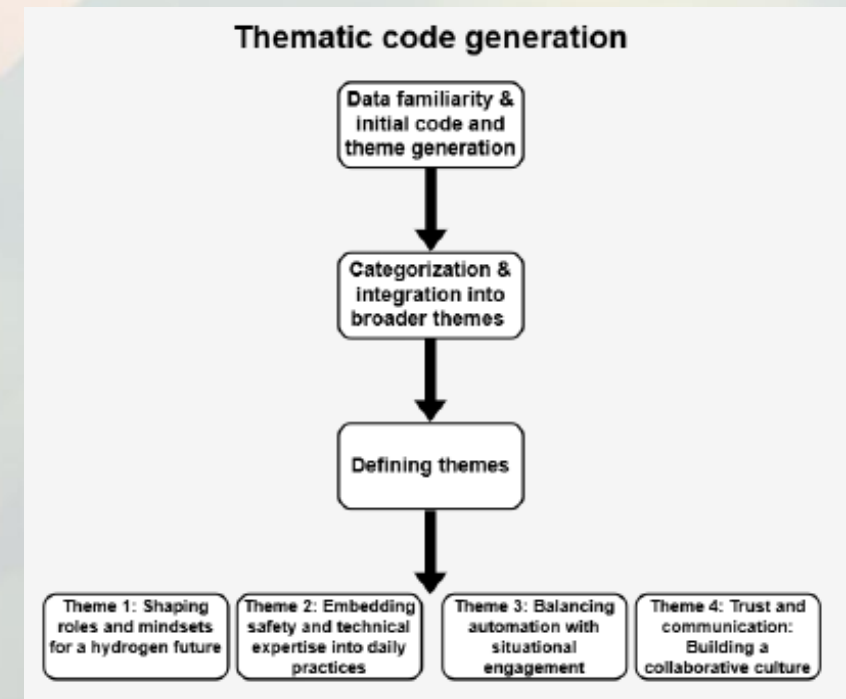 Thematic code generation
Data familiarity &
initial code and
theme generation
Categorization &
integration into
broader themes
Defining themes
Theme 1: Shaping
roles and mindsets
for a hydrogen future
Theme 2: Embedding
safety and technical
expertise into daily
practices
Theme 3: Balancing
automation with
situational
engagement
Theme 4: Trust and
communication:
Building a
collaborative culture